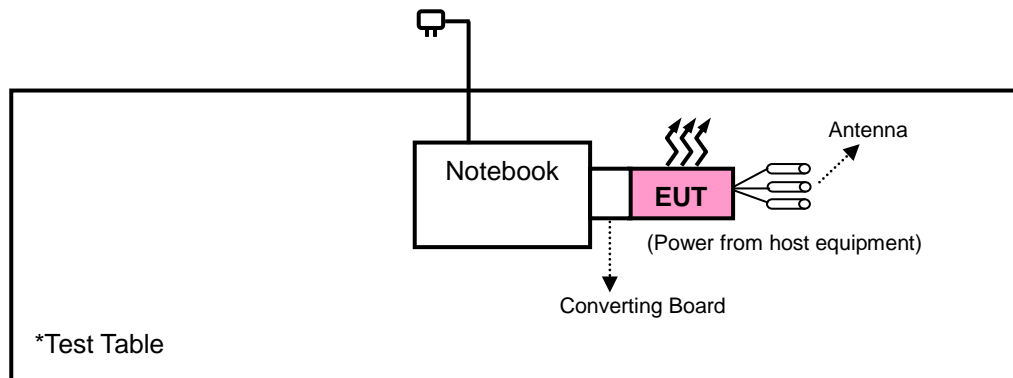 Antenna
Notebook
EUT
(Power from host equipment)
Converting Board
*Test Table